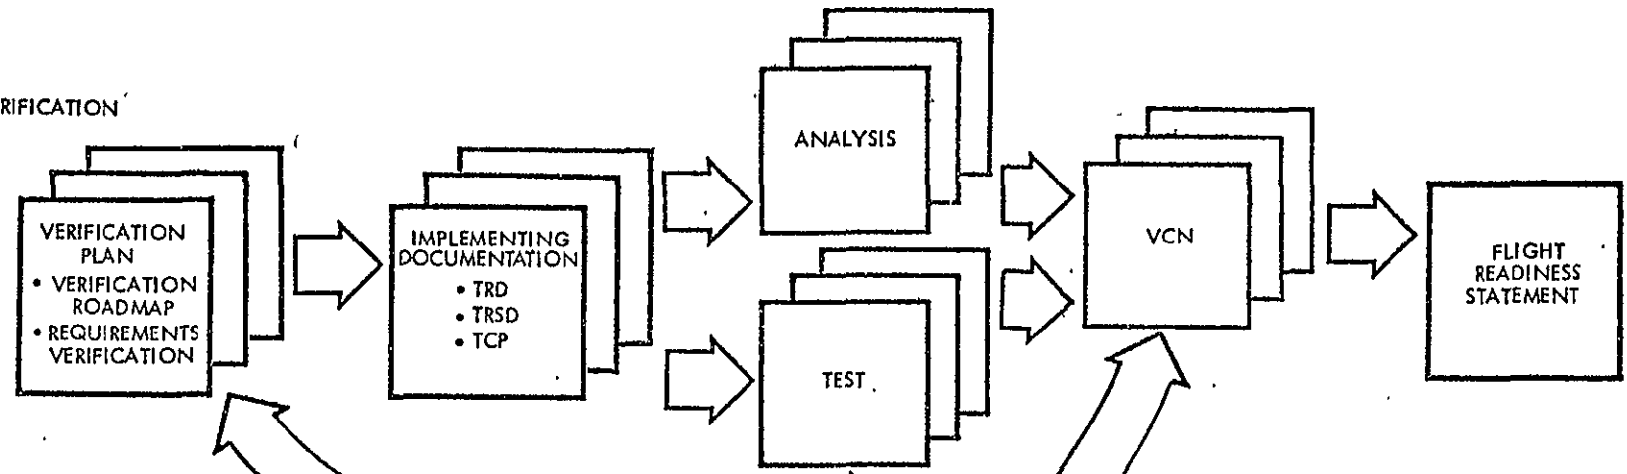 RIFICATION
VERIFICATION
PLAN
• VERIFICATION
ROADMAP
• REQUIREMENTS
VERIFICATION
IMPLEMENTING
DOCUMENTATION
• TRD
• TRSD
• TCP
ANALYSIS
TEST
VCN
FLIGHT
READINESS
STATEMENT